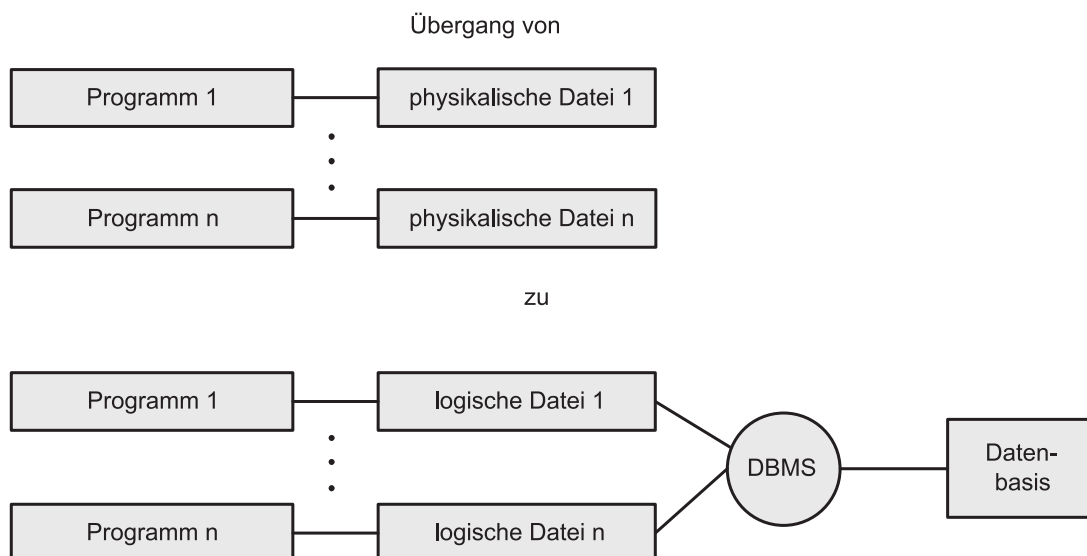 Übergang von
Programm 1
physikalische Datei 1
Programm n
physikalische Datei n
zu
Programm 1
logische Datei 1
Programm n
logische Datei n
DBMS
Daten-
basis